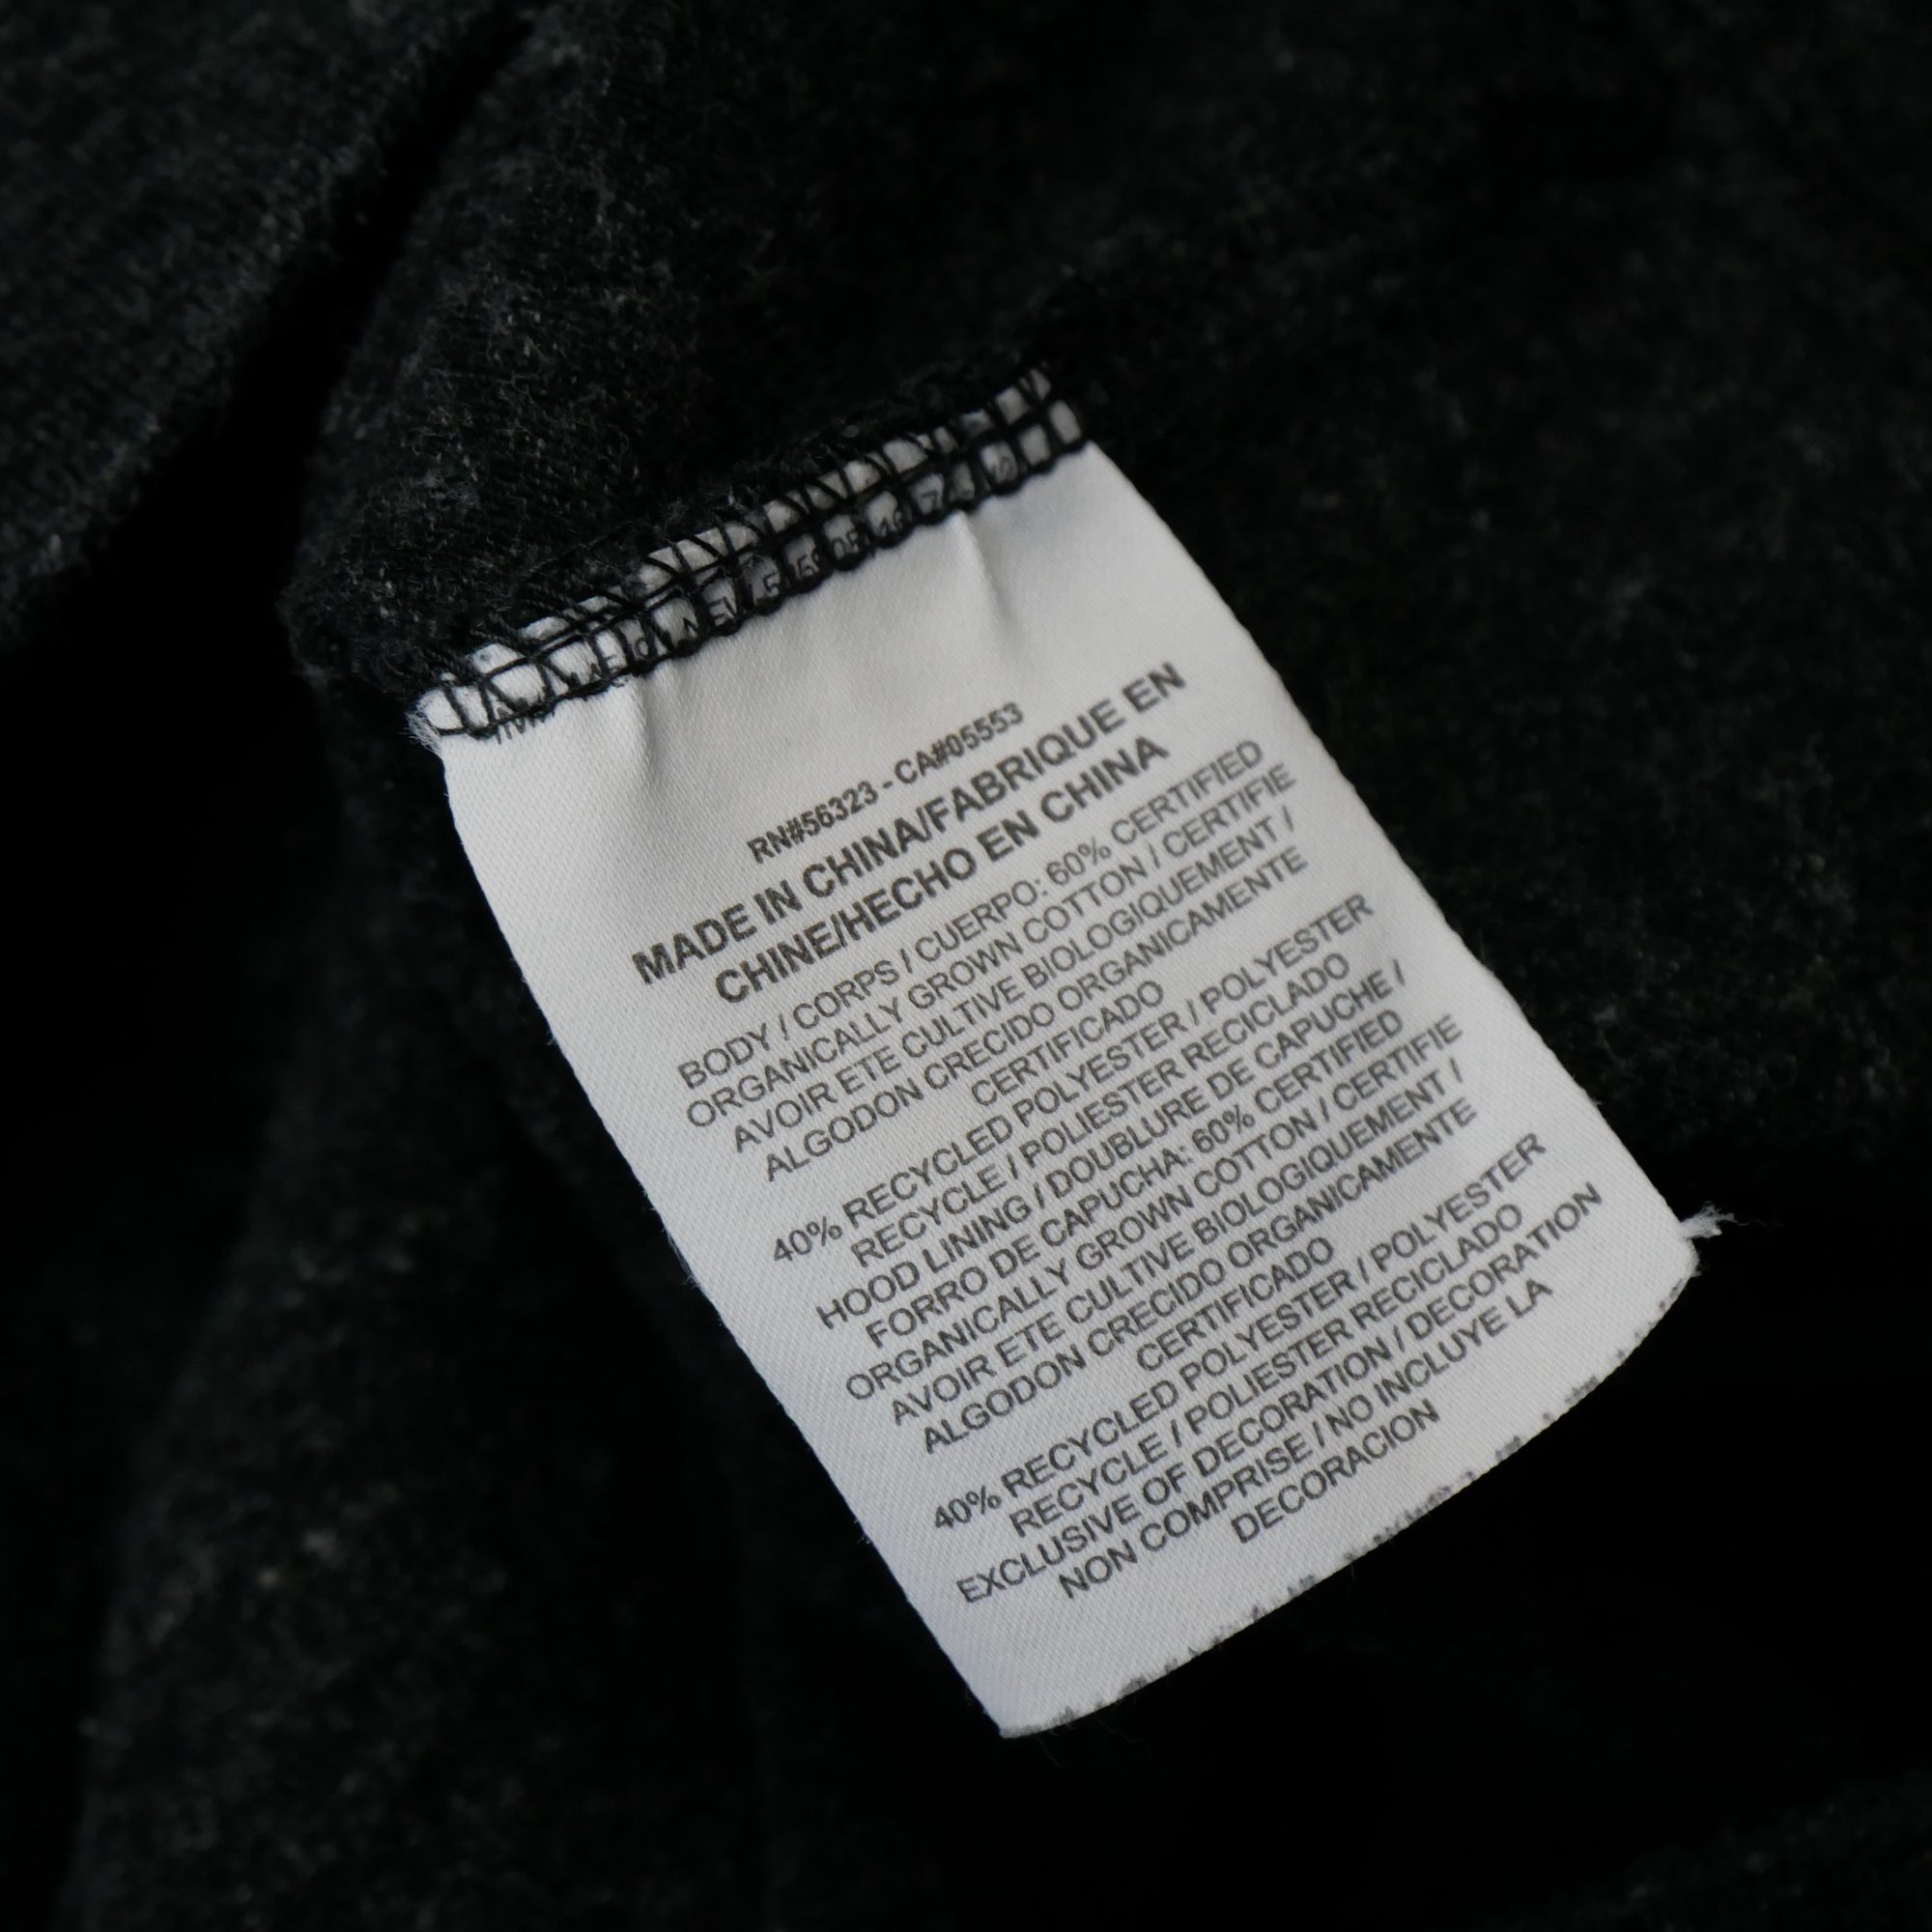 RN#56323 - CA#05553
MADE IN CHINA/FABRIQUE EN
CHINE/HECHO EN CHINA
BODY / CORPS / CUERPO: 60% CERTIFIED
ORGANICALLY GROWN COTTON / CERTIFIE
AVOIR ETE CULTIVE BIOLOGIQUEMENT /
ALGODON CRECIDO ORGANICAMENTE
CERTIFICADO
40% RECYCLED POLYESTER / POLYESTER
RECYCLE / POLIESTER RECICLADO
HOOD LINING / DOUBLURE DE CAPUCHE /
FORRO DE CAPUCHA: 60% CERTIFIED
ORGANICALLY GROWN COTTON / CERTIFIE
AVOIR ETE CULTIVE BIOLOGIQUEMENT /
ALGODON CRECIDO ORGANICAMENTE
CERTIFICADO
40% RECYCLED POLYESTER / POLYESTER
RECYCLE / POLIESTER RECICLADO
EXCLUSIVE OF DECORATION / DECORATION
NON COMPRISE / NO INCLUYE LA
DECORACION